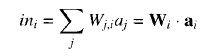 in_i = \sum_j W_{j,i} a_j = \mathbf{W}_i \cdot \mathbf{a}_i